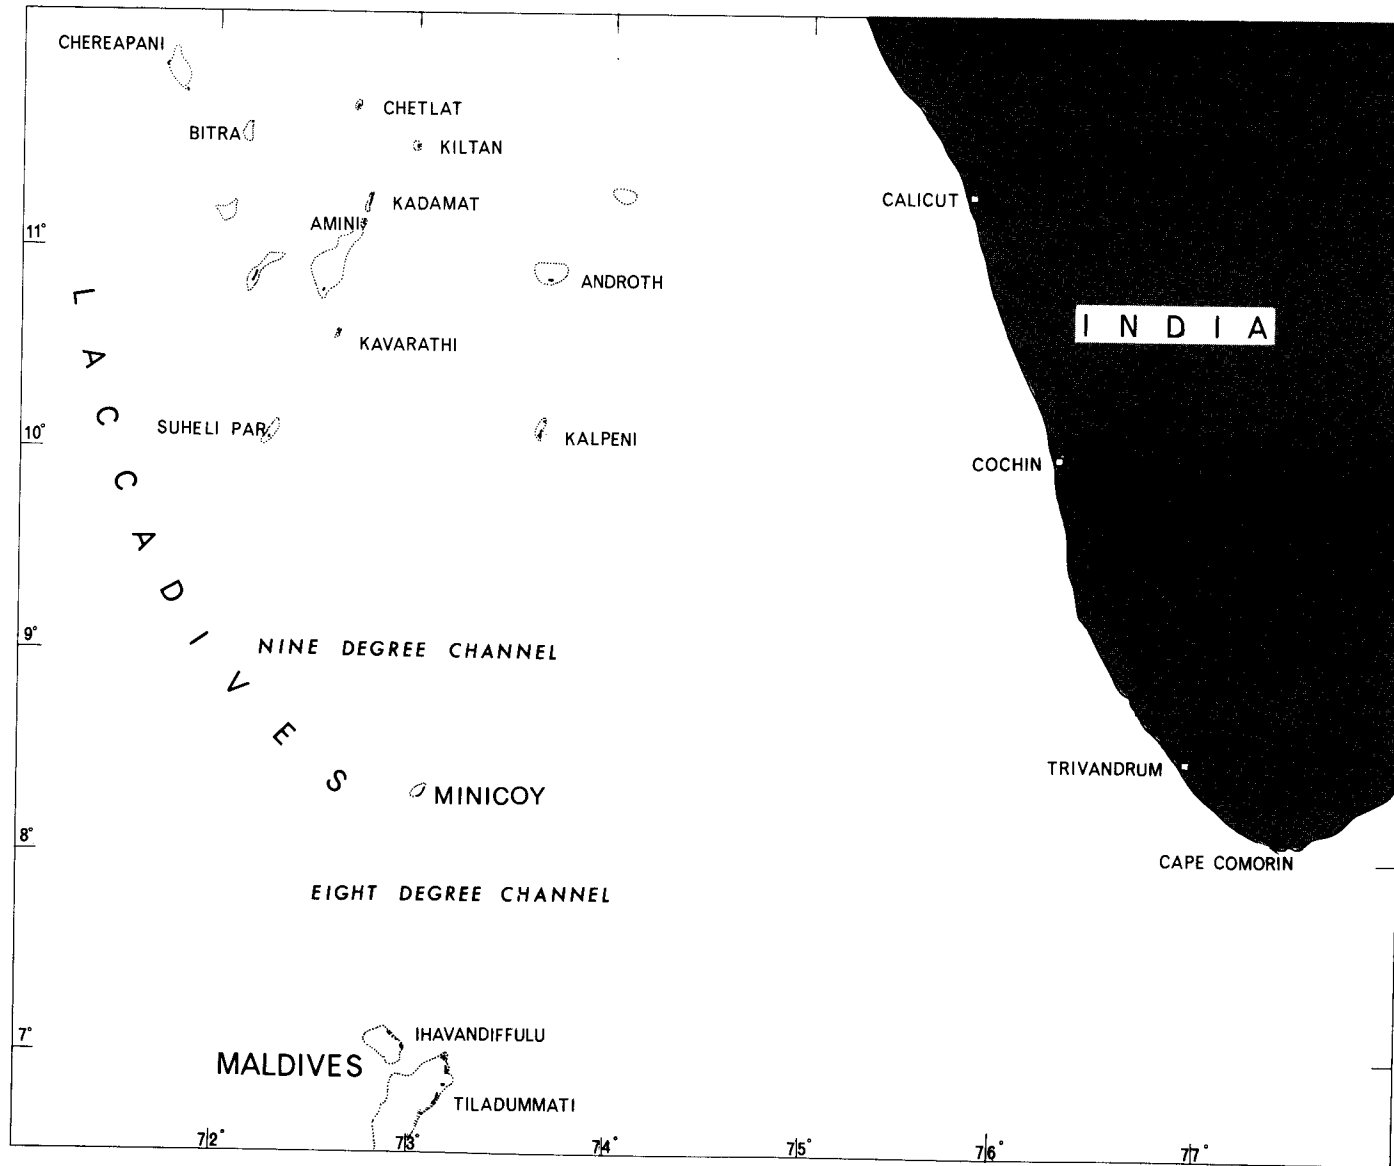 CHEREAPANI
CHETLAT
BITRA
KILTAN
KADAMAT
CALICUT
AMINI
11°
ANDROTH
LACCADIVES
INDIA
KAVARATHI
SUHELI PAR
KALPENI
10°
COCHIN
9°
NINE DEGREE CHANNEL
TRIVANDRUM
MINICOY
8°
CAPE COMORIN
EIGHT DEGREE CHANNEL
7°
IHAVANDIFFULU
MALDIVES
TILADUMMATI
72° 73° 74° 75° 76° 77°